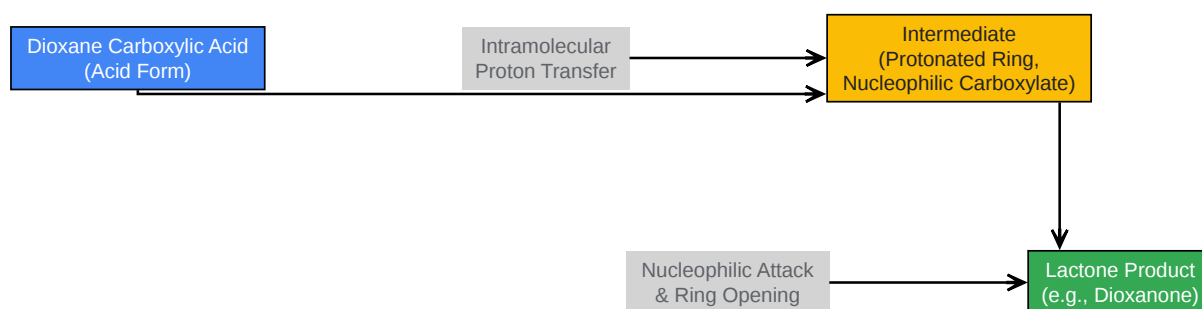 Dioxane Carboxylic Acid
(Acid Form)
Intramolecular
Proton Transfer
Intermediate
(Protonated Ring,
Nucleophilic Carboxylate)
Nucleophilic Attack
& Ring Opening
Lactone Product
(e.g., Dioxanone)